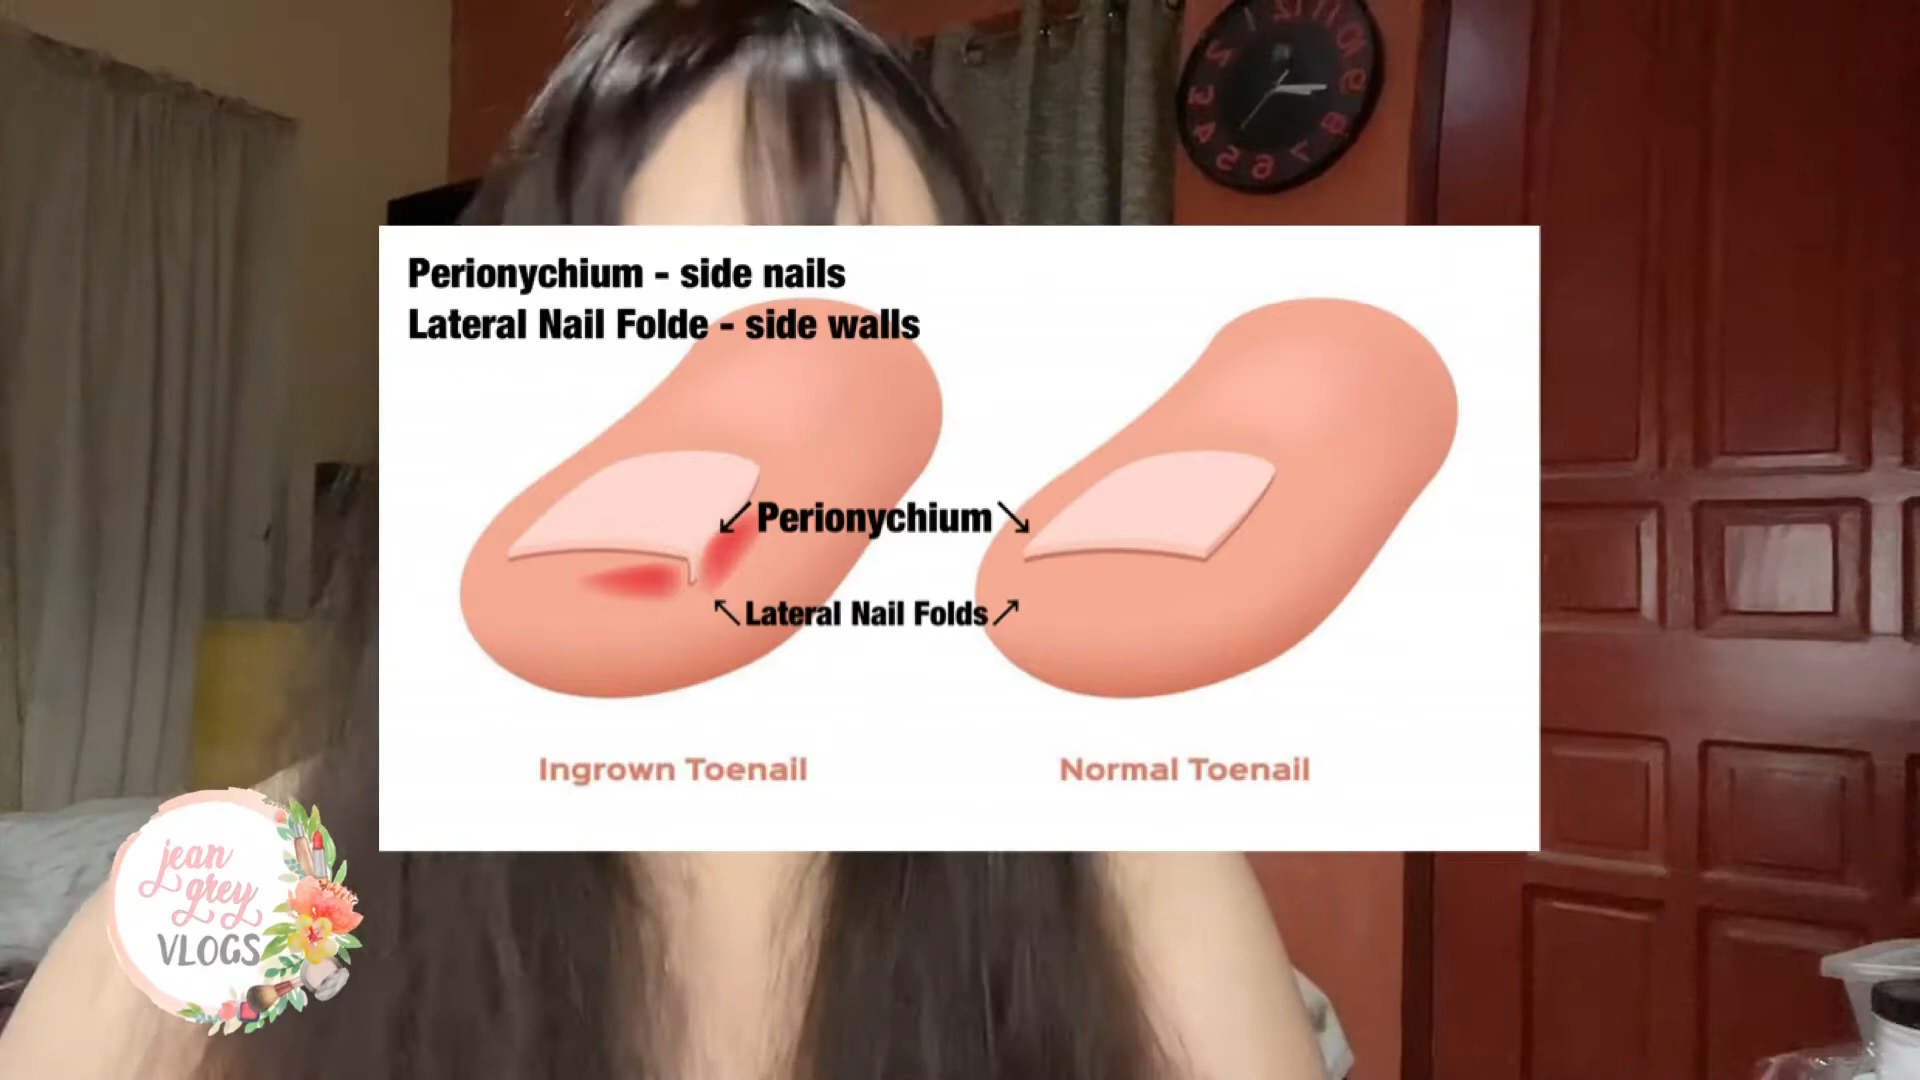 Perionychium - side nails
Lateral Nail Folde - side walls
↙Perionychium↘
↖Lateral Nail Folds↗
Ingrown Toenail
Normal Toenail
jean
grey
VLOGS